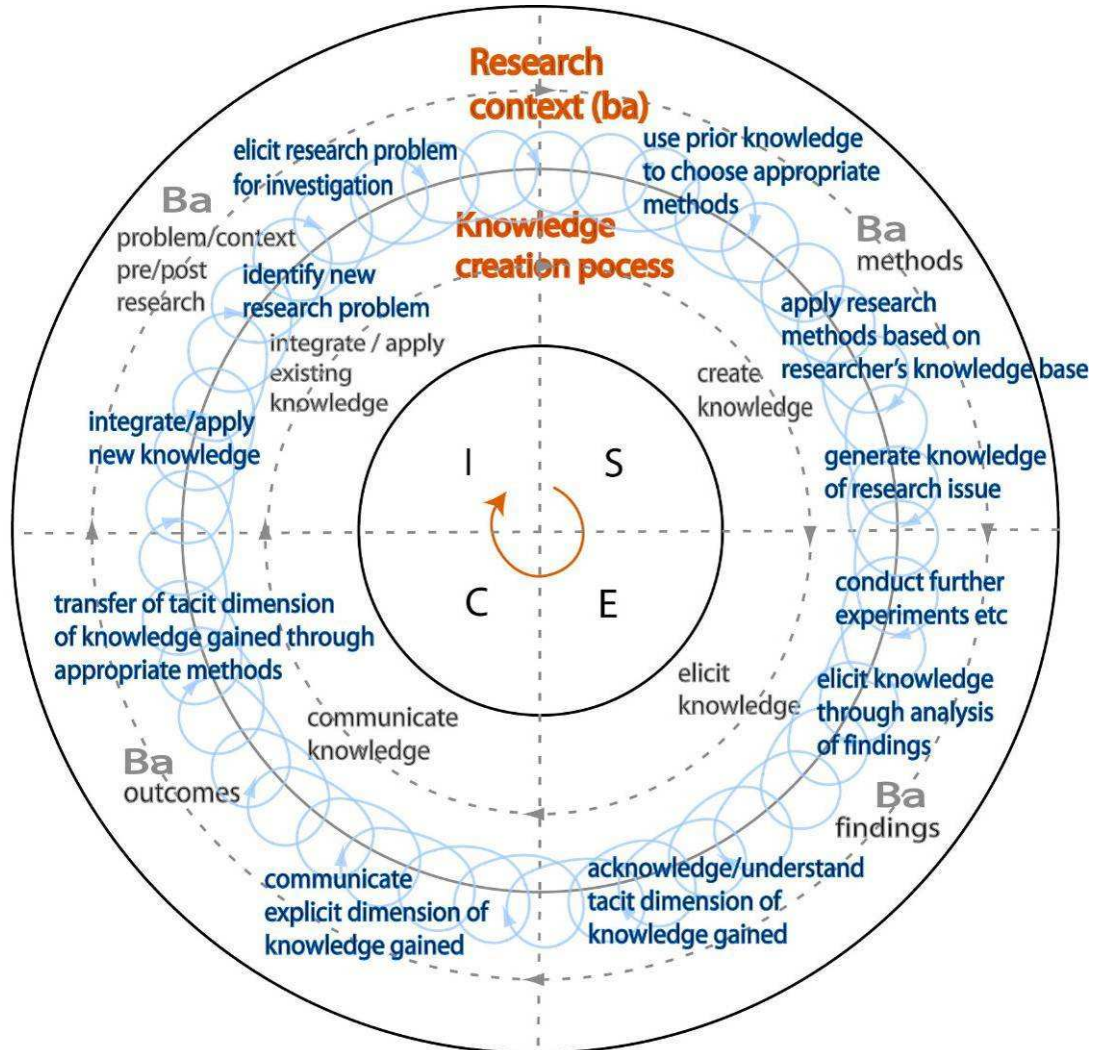 Research
context (ba)
elicit research problem
for investigation
use prior knowledge
to choose appropriate
methods
Ba
problem/context
pre/post
research
Knowledge
creation pocess
Ba
methods
identify new
research problem
integrate / apply
existing
knowledge
apply research
methods based on
researcher's knowledge base
create
knowledge
integrate/apply
new knowledge
I
S
generate knowledge
of research issue
C
E
conduct further
experiments etc
transfer of tacit dimension
of knowledge gained through
appropriate methods
elicit
knowledge
elicit knowledge
through analysis
of findings
communicate
knowledge
Ba
outcomes
Ba
findings
communicate
explicit dimension of
knowledge gained
acknowledge/understand
tacit dimension of
knowledge gained